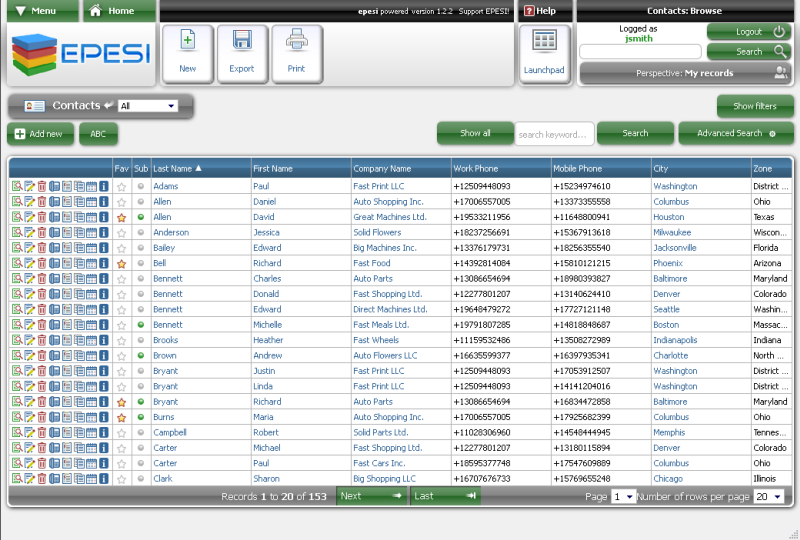 Menu Home epesi powered version 1.2.2 Support EPESI! Help Contacts: Browse
EPESI New Export Print Launchpad
Logged as
jsmith
Logout
Search
Perspective: My records
Contacts All Show filters
Add new ABC Show all search keyword... Search Advanced Search
Fav Sub Last Name First Name Company Name Work Phone Mobile Phone City Zone
Adams Paul Fast Print LLC +12509448093 +15234974610 Washington District ...
Allen Daniel Auto Shopping Inc. +17006557005 +13373355558 Columbus Ohio
Allen David Great Machines Ltd. +19533211956 +11648800941 Houston Texas
Anderson Jessica Solid Flowers +18237256691 +15367913618 Milwaukee Wiscon...
Bailey Edward Big Machines Inc. +13376179731 +18256355540 Jacksonville Florida
Bell Richard Fast Food +14392814084 +15810121215 Phoenix Arizona
Bennett Charles Auto Parts +13086654694 +18980393827 Baltimore Maryland
Bennett Donald Fast Shopping Ltd. +12277801207 +13140624410 Denver Colorado
Bennett Edward Direct Machines Ltd. +19648479272 +17727121148 Seattle Washin...
Bennett Michelle Fast Meals Ltd. +19791807285 +14818848687 Boston Massac...
Brooks Heather Fast Wheels +11159532486 +13508272989 Indianapolis Indiana
Brown Andrew Auto Flowers LLC +16635599377 +16397935341 Charlotte North ...
Bryant Justin Fast Print LLC +12509448093 +17053912507 Washington District ...
Bryant Linda Fast Print LLC +12509448093 +14141204016 Washington District ...
Bryant Richard Auto Parts +13086654694 +16834472858 Baltimore Maryland
Burns Maria Auto Shopping Inc. +17006557005 +17925682399 Columbus Ohio
Campbell Robert Solid Parts Ltd. +11028306960 +14548444945 Memphis Tennes...
Carter Michael Fast Shopping Ltd. +12277801207 +13180115894 Denver Colorado
Carter Paul Fast Cars Inc. +18595377748 +17547609889 Columbus Ohio
Clark Sharon Big Shopping LLC +16707676733 +15769655248 Chicago Illinois
Records 1 to 20 of 153 Next Last Page 1 Number of rows per page 20